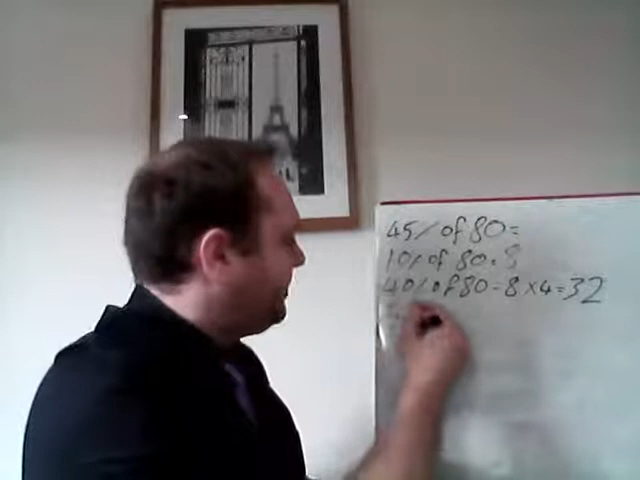 45% of 80=
10% of 80=8
40% of 80=8×4=32